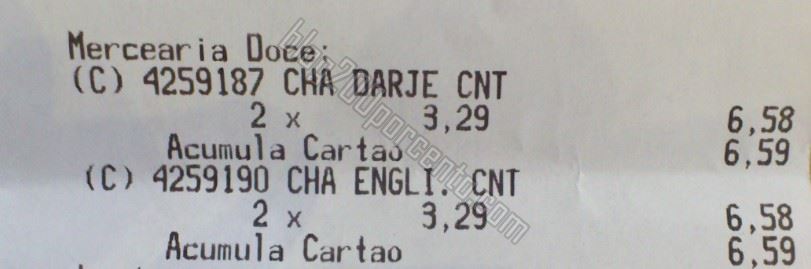 Mercearia Doce:
(C) 4259187 CHA DARJE CNT
2 x 3,29 6,58
Acumula Cartao 6,59
(C) 4259190 CHA ENGLI. CNT
2 x 3,29 6,58
Acumula Cartao 6,59